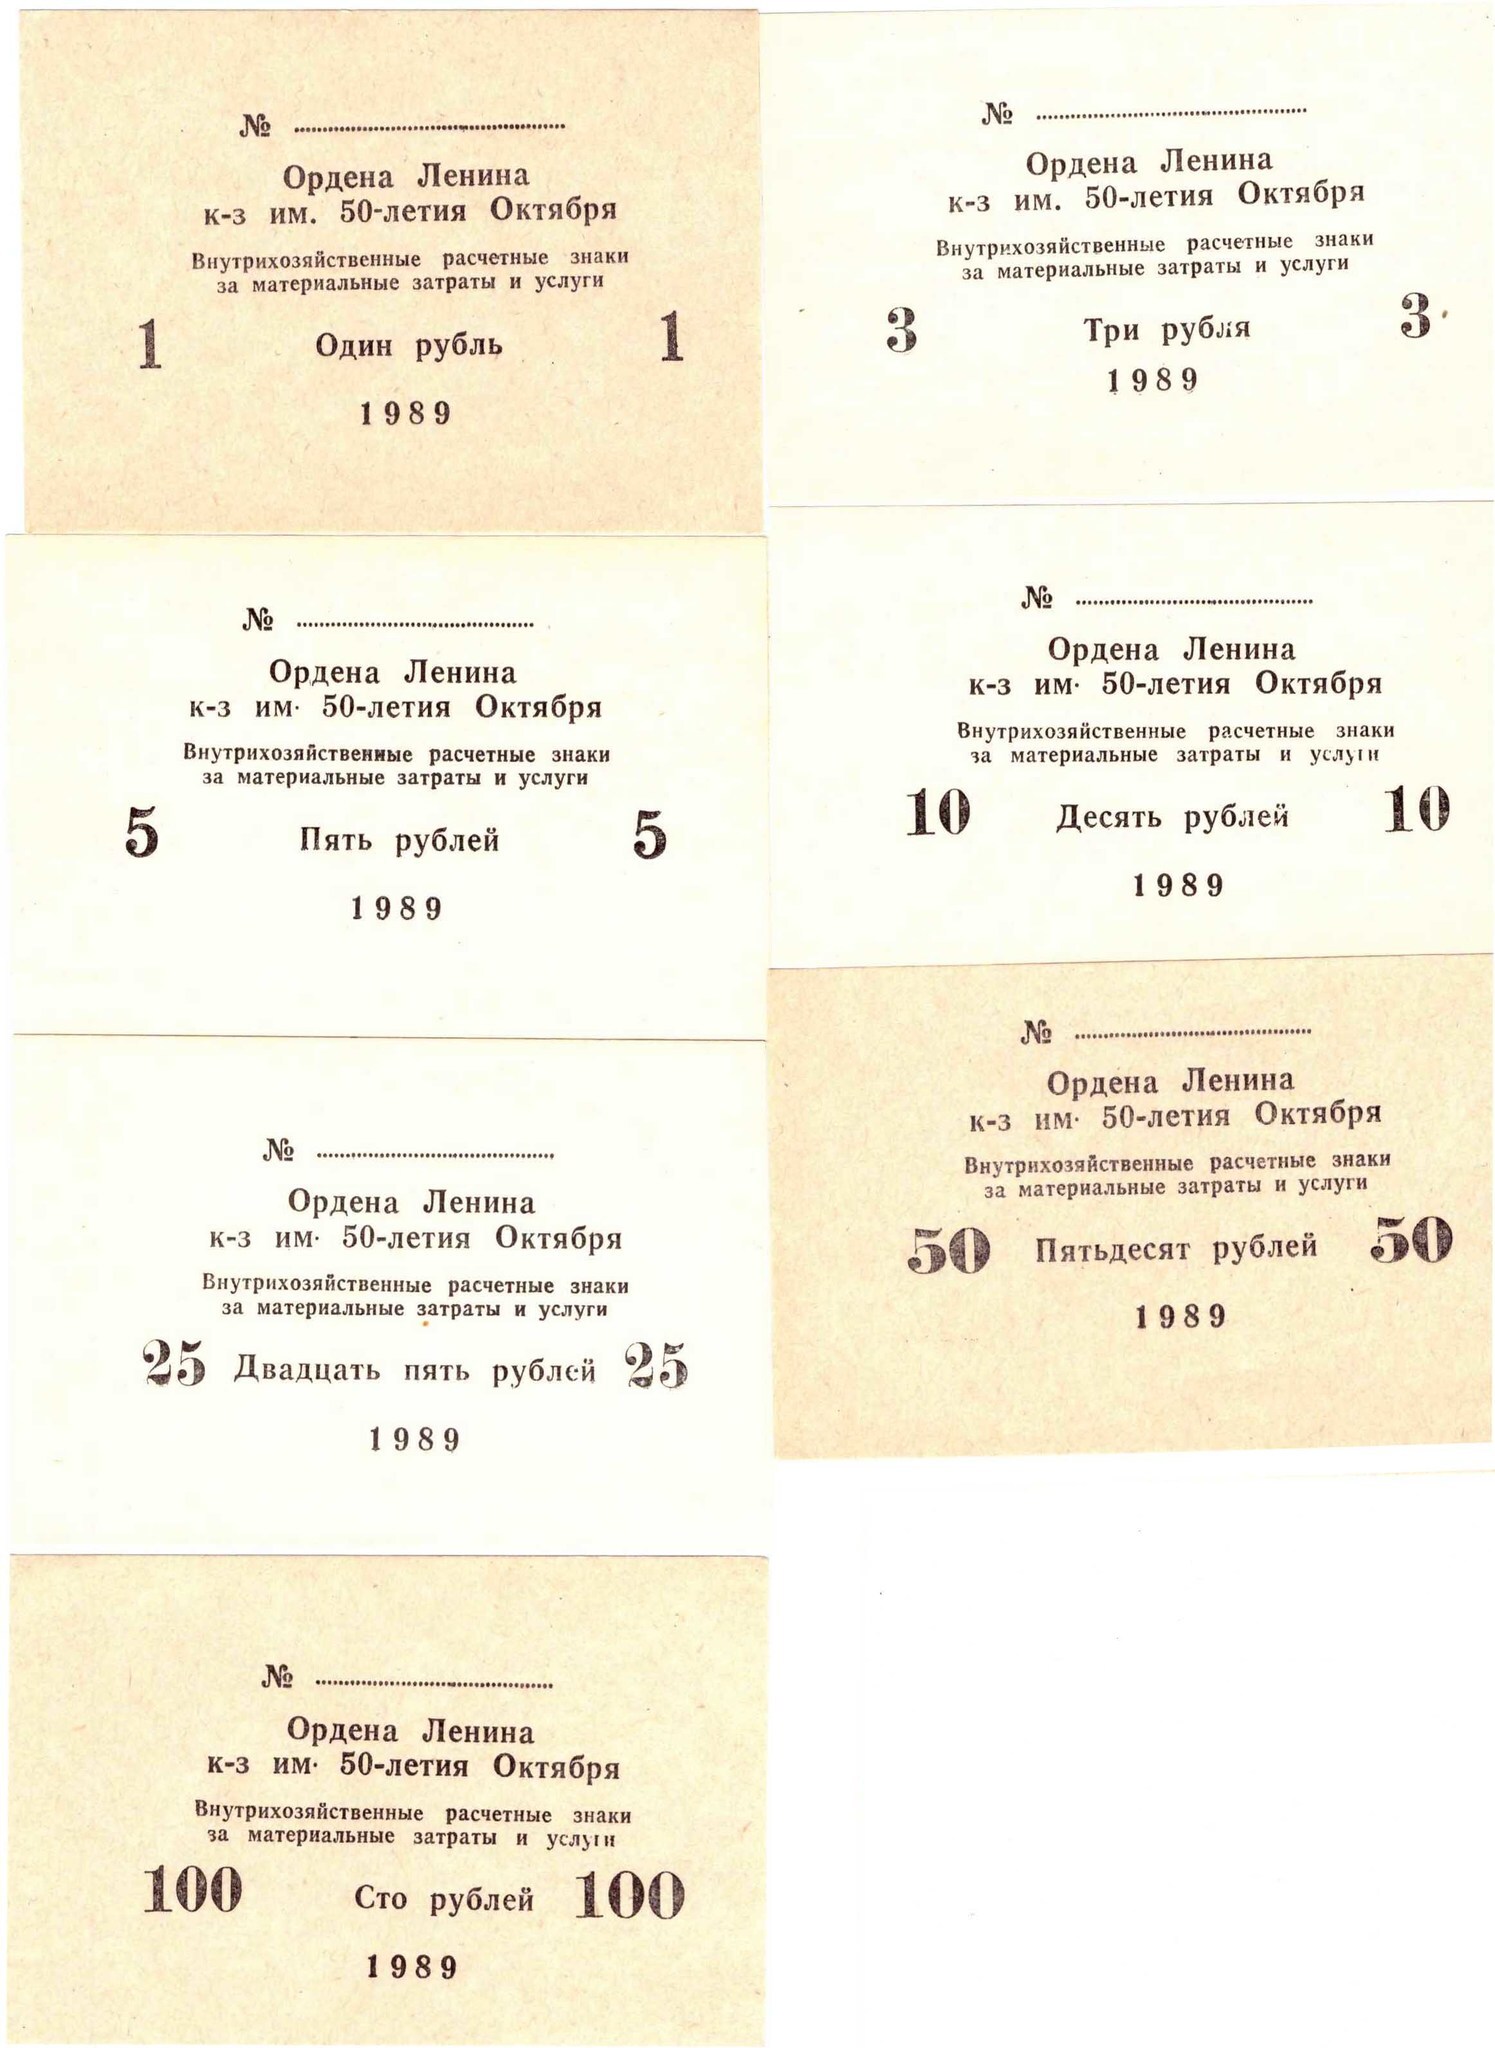 № ........................................
Ордена Ленина
к-з им. 50-летия Октября
Внутрихозяйственные расчетные знаки
за материальные затраты и услуги
1 Один рубль 1
1989
№ ........................................
Ордена Ленина
к-з им. 50-летия Октября
Внутрихозяйственные расчетные знаки
за материальные затраты и услуги
3 Три рубля 3
1989
№ ........................................
Ордена Ленина
к-з им· 50-летия Октября
Внутрихозяйственные расчетные знаки
за материальные затраты и услуги
5 Пять рублей 5
1989
№ ........................................
Ордена Ленина
к-з им· 50-летия Октября
Внутрихозяйственные расчетные знаки
за материальные затраты и услуги
10 Десять рублей 10
1989
№ ........................................
Ордена Ленина
к-з им· 50-летия Октября
Внутрихозяйственные расчетные знаки
за материальные затраты и услуги
25 Двадцать пять рублей 25
1989
№ ........................................
Ордена Ленина
к-з им· 50-летия Октября
Внутрихозяйственные расчетные знаки
за материальные затраты и услуги
50 Пятьдесят рублей 50
1989
№ ........................................
Ордена Ленина
к-з им· 50-летия Октября
Внутрихозяйственные расчетные знаки
за материальные затраты и услуги
100 Сто рублей 100
1989